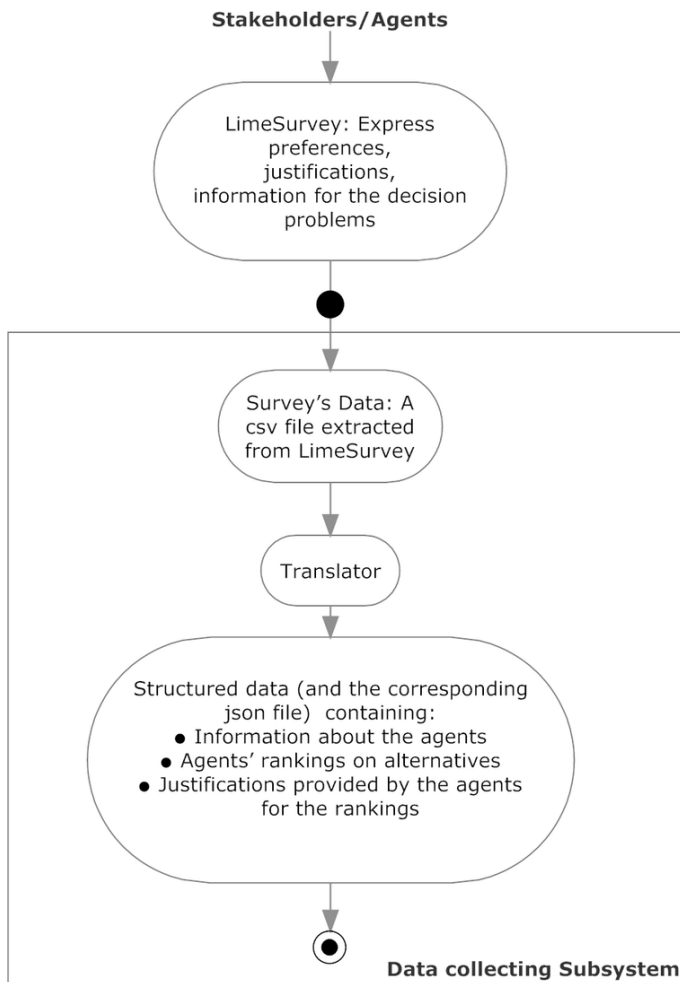 Stakeholders/Agents
LimeSurvey: Express
preferences,
justifications,
information for the decision
problems
Survey’s Data: A
csv file extracted
from LimeSurvey
Translator
Structured data (and the corresponding
json file)  containing:
● Information about the agents
● Agents’ rankings on alternatives
● Justifications provided by the agents
for the rankings
Data collecting Subsystem